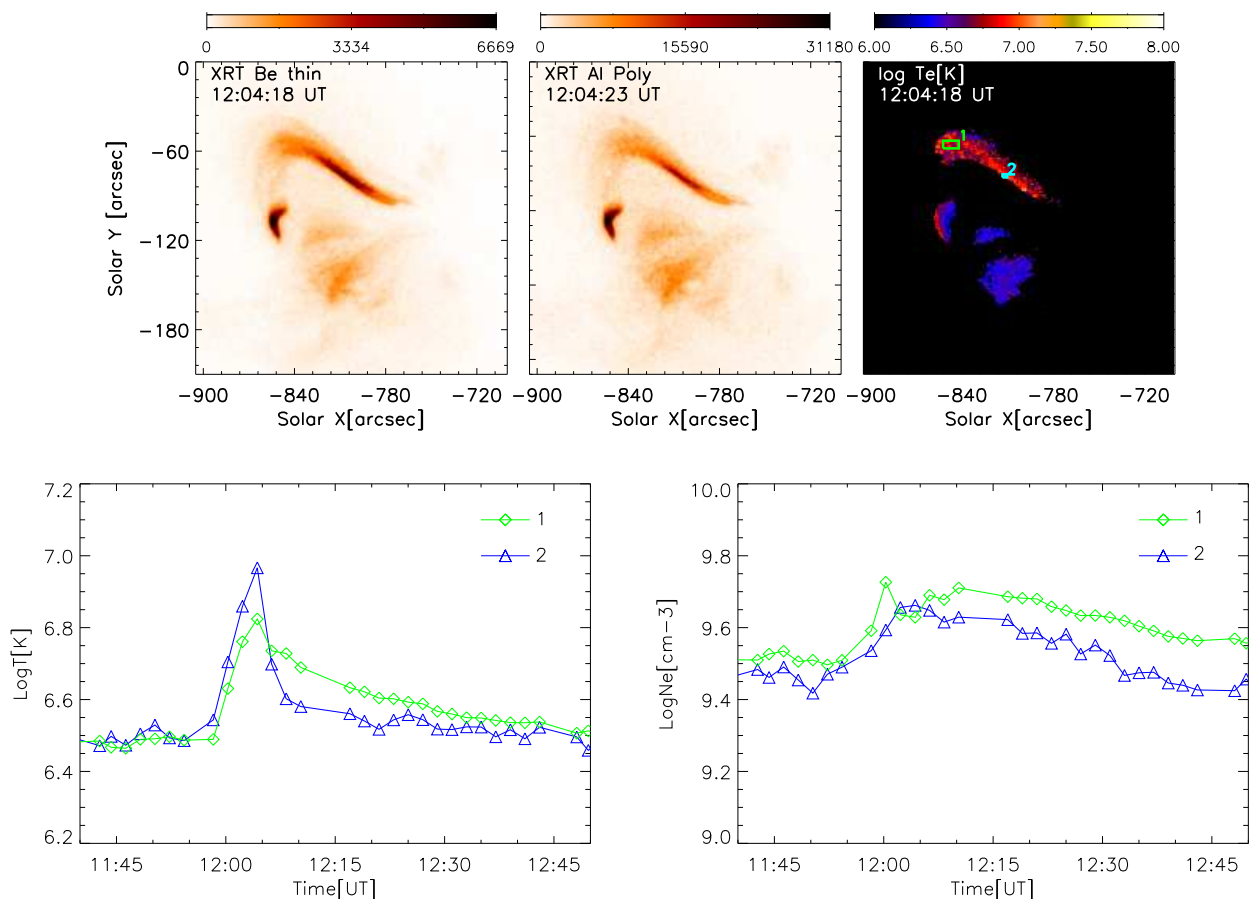 0 3334 6669
0 15590 31180
6.00 6.50 7.00 7.50 8.00
XRT Be thin
12:04:18 UT
XRT Al Poly
12:04:23 UT
log Te[K]
12:04:18 UT
1
2
0
−60
−120
−180
Solar Y [arcsec]
−900 −840 −780 −720
Solar X[arcsec]
−900 −840 −780 −720
Solar X[arcsec]
−900 −840 −780 −720
Solar X[arcsec]
7.2
7.0
6.8
6.6
6.4
6.2
LogT[K]
1
2
11:45 12:00 12:15 12:30 12:45
Time[UT]
10.0
9.8
9.6
9.4
9.2
9.0
LogNe[cm−3]
1
2
11:45 12:00 12:15 12:30 12:45
Time[UT]